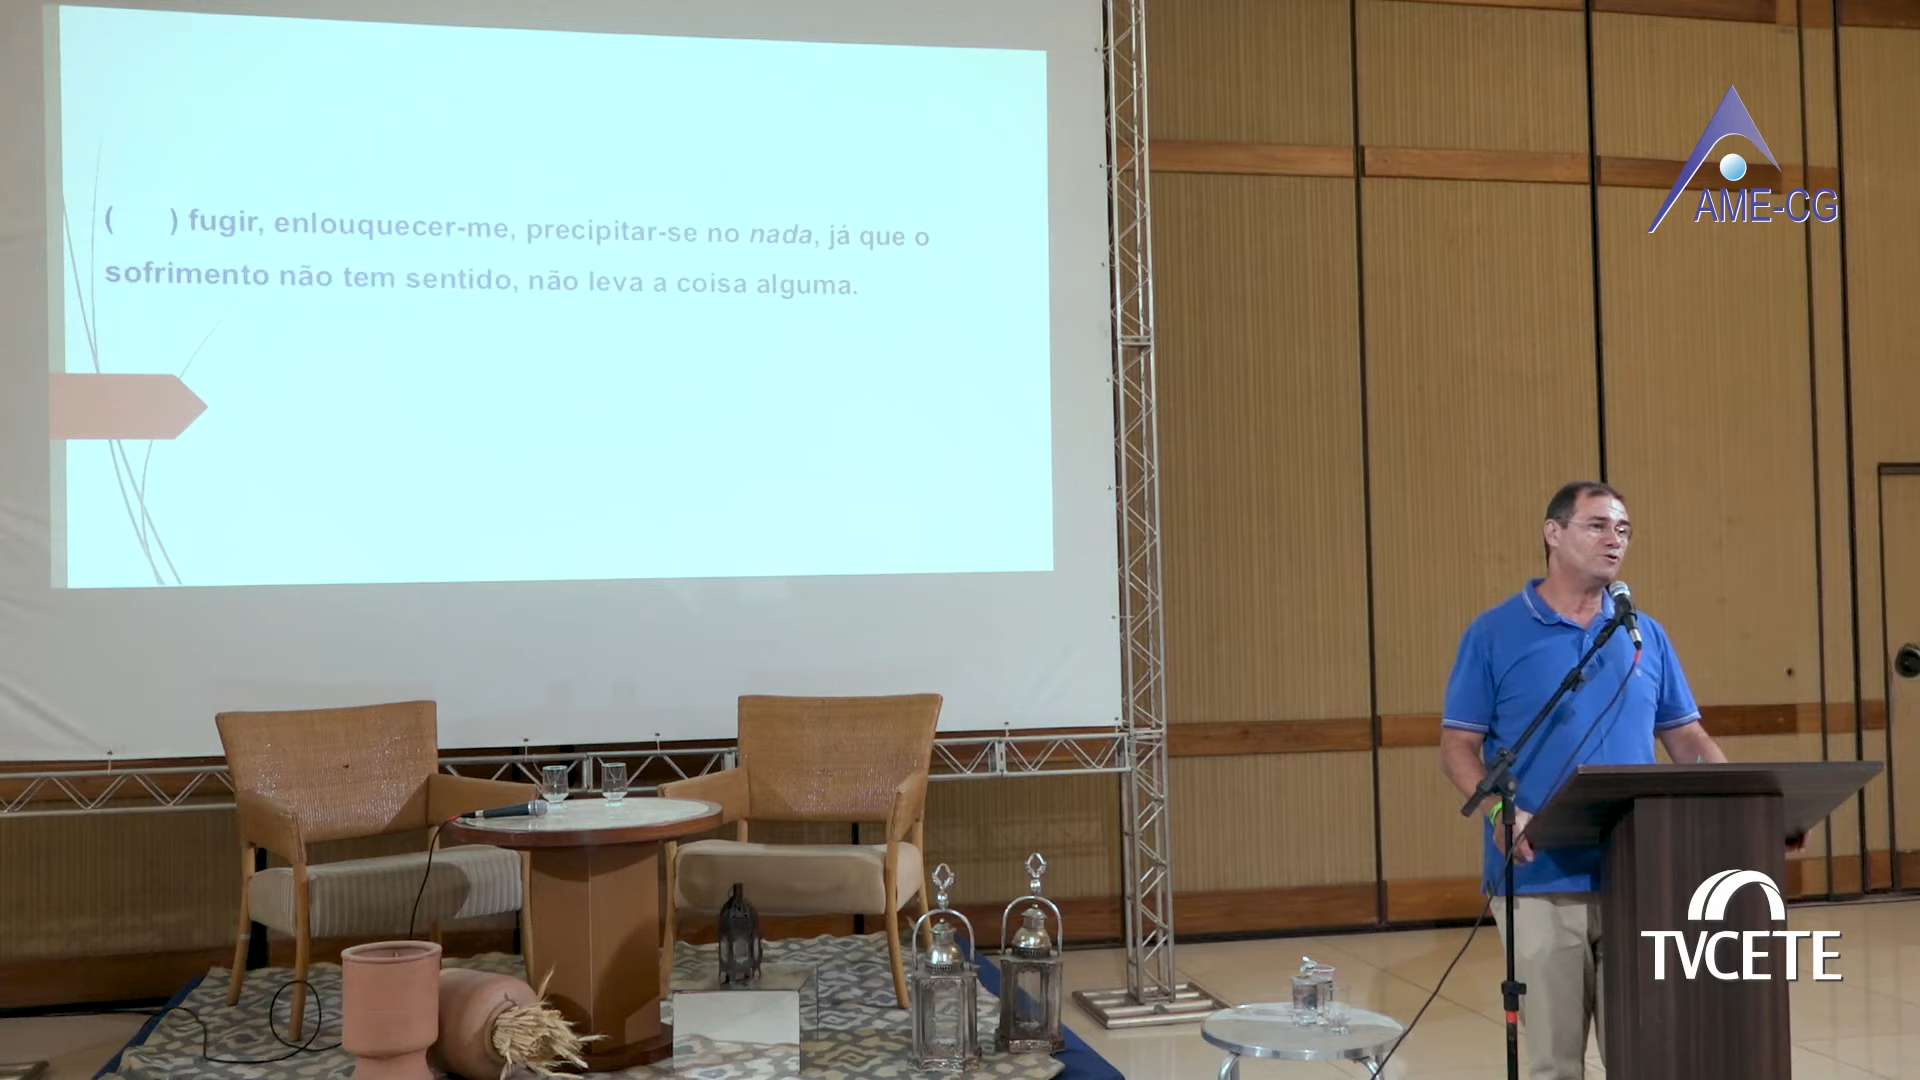 ( ) fugir, enlouquecer-me, precipitar-se no nada, já que o
sofrimento não tem sentido, não leva a coisa alguma.
AME-CG
TVCETE